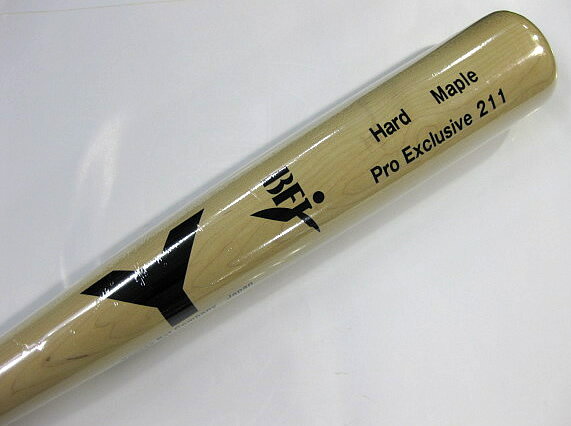 Hard Maple
Pro Exclusive 211
BFJ
Y
Japan